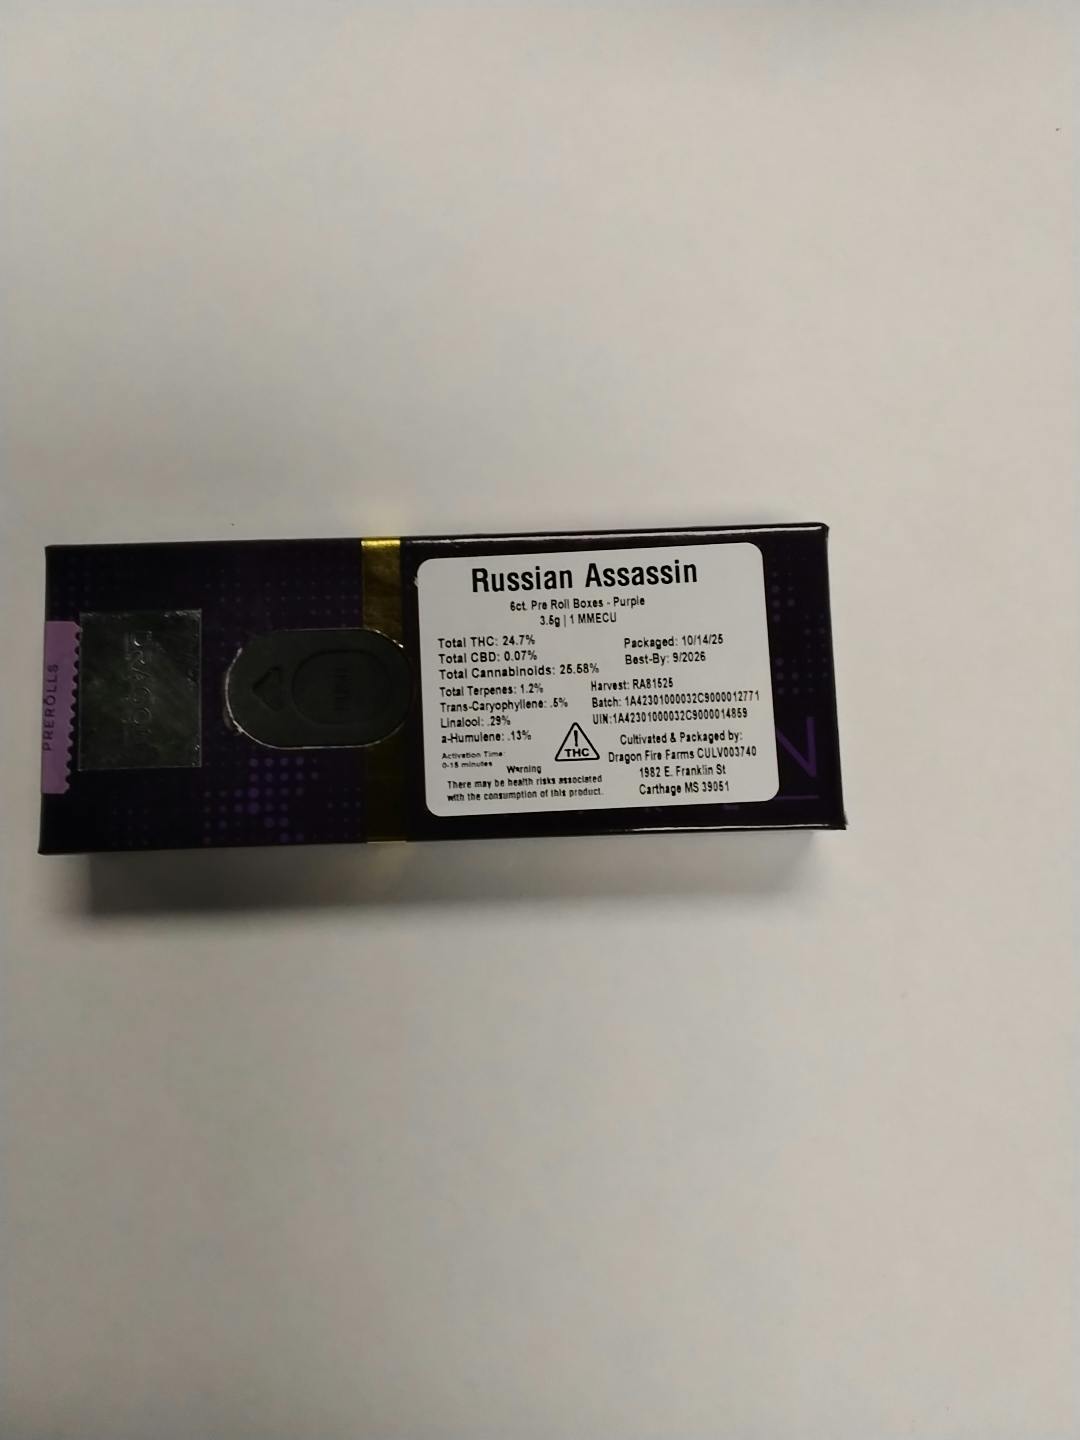 Russian Assassin
6ct. Pre Roll Boxes - Purple
3.5g | 1 MMECU
Total THC: 24.7%
Total CBD: 0.07%
Total Cannabinoids: 25.58%
Total Terpenes: 1.2%
Trans-Caryophyllene: .5%
Linalool: .29%
a-Humulene: .13%
Activation Time:
0-15 minutes
Warning
There may be health risks associated
with the consumption of this product.
THC
Packaged: 10/14/25
Best-By: 9/2026
Harvest: RA81525
Batch: 1A42301000032C9000012771
UIN:1A42301000032C9000014859
Cultivated & Packaged by:
Dragon Fire Farms CULV003740
1982 E. Franklin St
Carthage MS 39051
PREROLLS